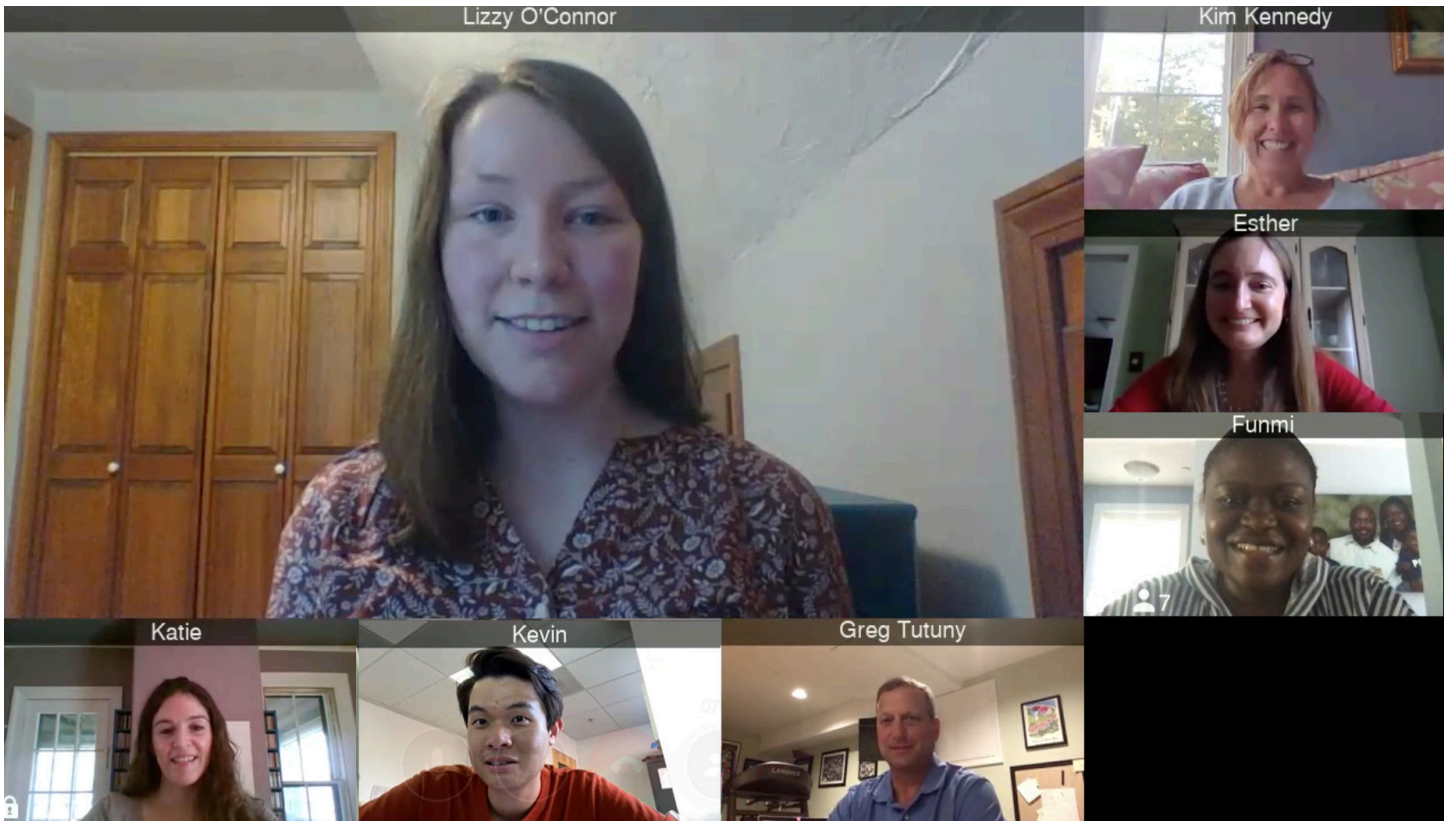 Lizzy O'Connor
Kim Kennedy
Esther
Funmi
7
Katie
Kevin
Greg Tutuny